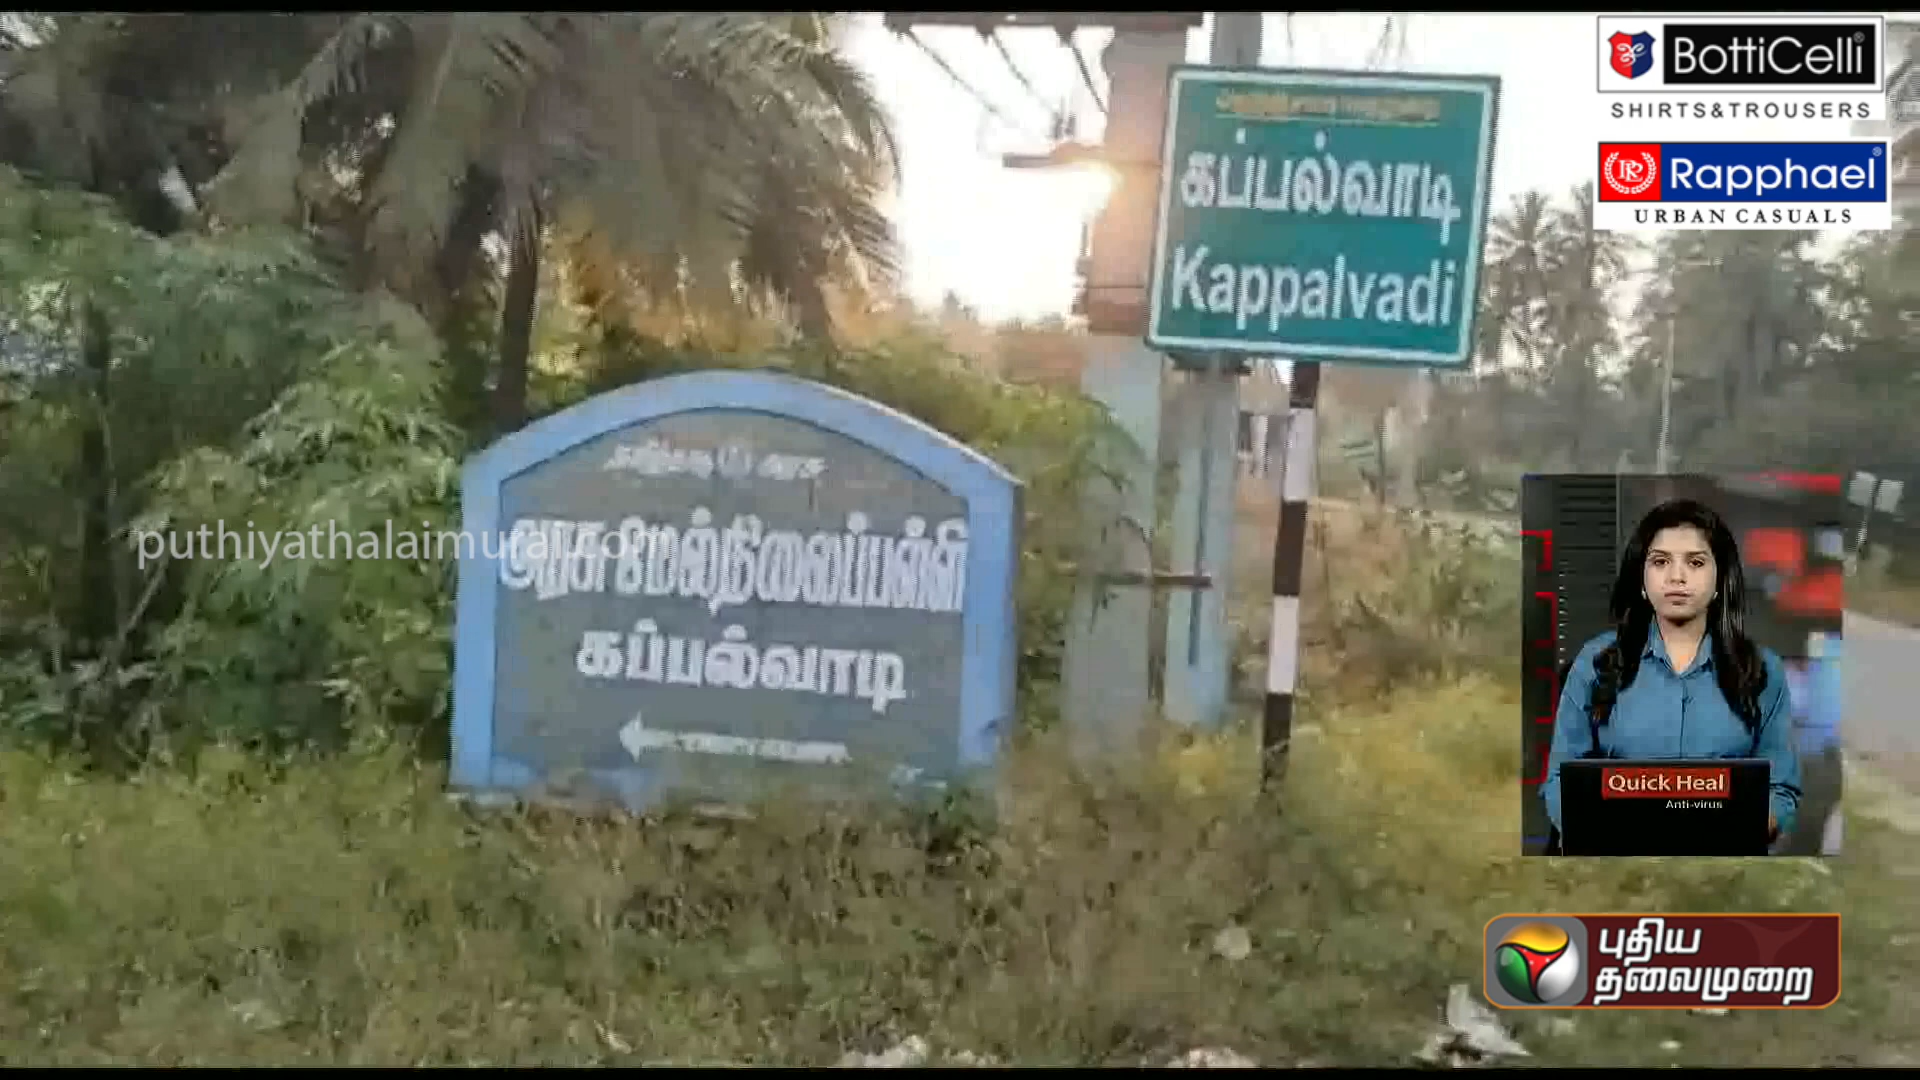 BottiCelli
SHIRTS&TROUSERS
Rapphael
URBAN CASUALS
கப்பல்வாடி
Kappalvadi
அரசு மேல்நிலைப்பள்ளி
கப்பல்வாடி
puthiyathalaimurai.com
Quick Heal
Anti-virus
புதிய
தலைமுறை